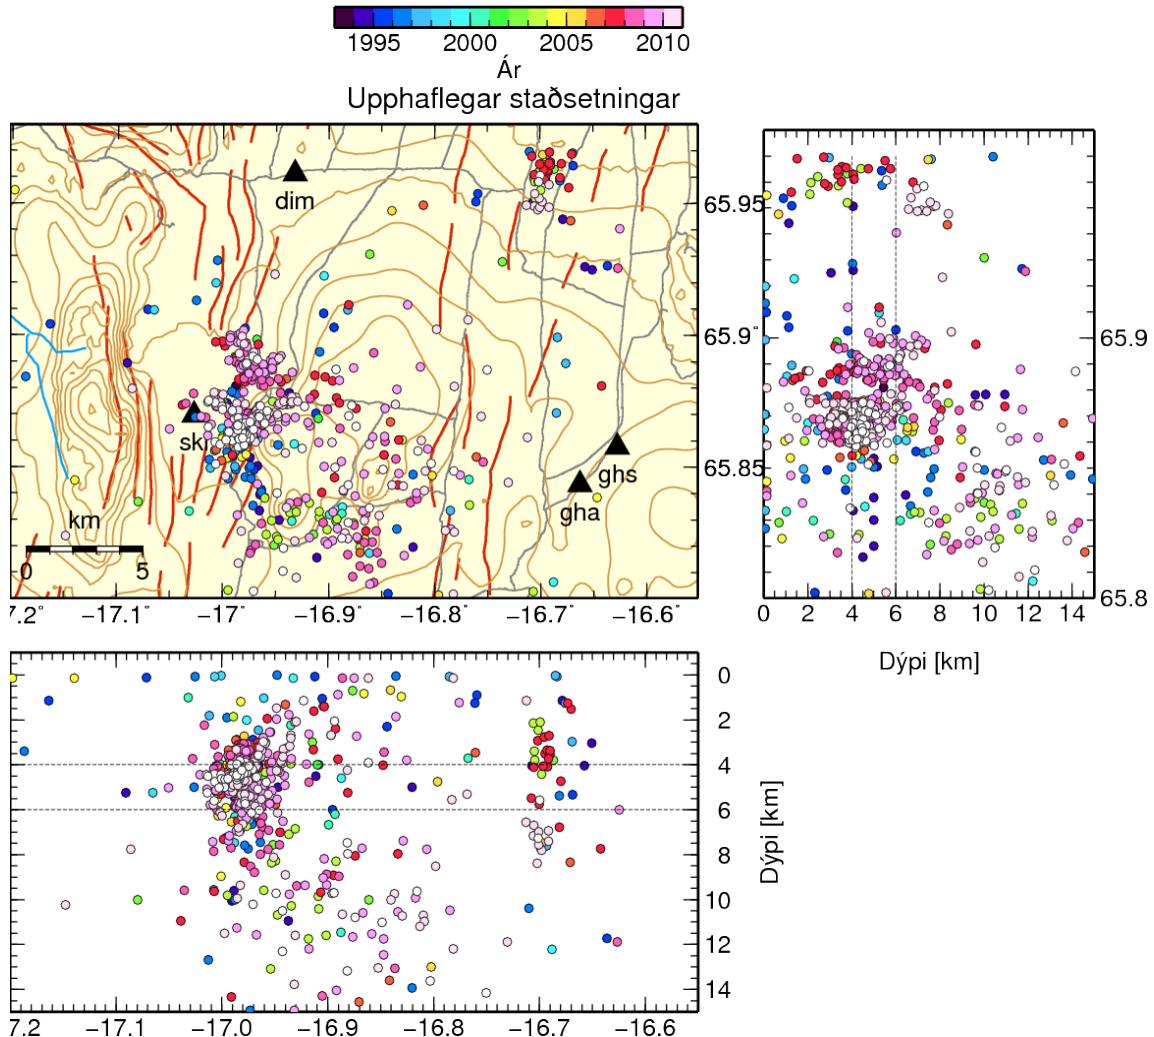 1995 2000 2005 2010
Ár
Upphaflegar staðsetningar
dim
skj
ghs
gha
km
0 5
7.2˚ −17.1˚ −17˚ −16.9˚ −16.8˚ −16.7˚ −16.6˚
65.95˚
65.9˚
65.85˚
65.9
65.8
0 2 4 6 8 10 12 14
Dýpi [km]
0
2
4
6
8
10
12
14
Dýpi [km]
7.2 −17.1 −17.0 −16.9 −16.8 −16.7 −16.6